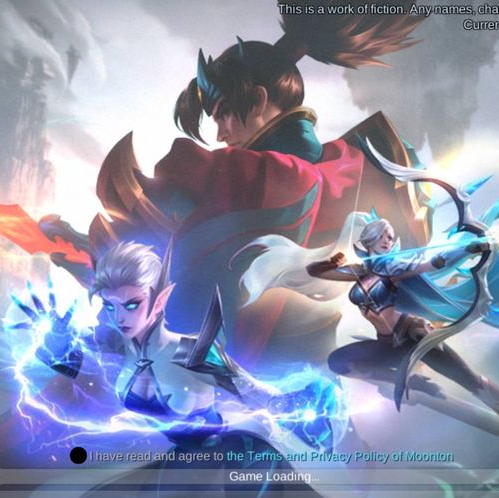 This is a work of fiction. Any names, cha
Curren
I have read and agree to the Terms and Privacy Policy of Moonton
Game Loading...